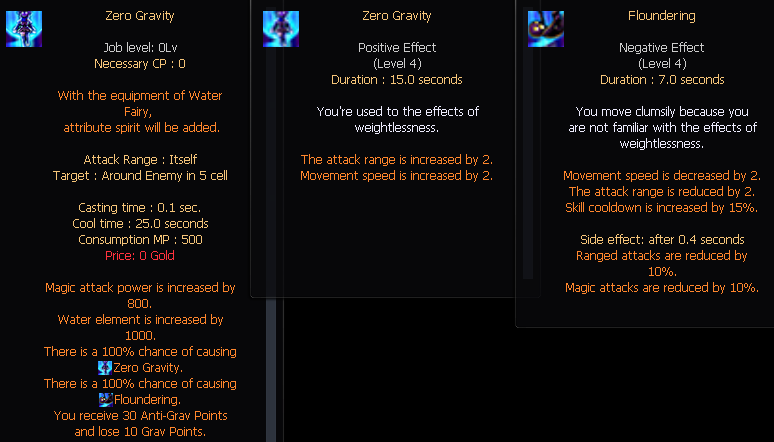 Zero Gravity
Job level: 0Lv
Necessary CP : 0
With the equipment of Water
Fairy,
attribute spirit will be added.
Attack Range : Itself
Target : Around Enemy in 5 cell
Casting time : 0.1 sec.
Cool time : 25.0 seconds
Consumption MP : 500
Price: 0 Gold
Magic attack power is increased by
800.
Water element is increased by
1000.
There is a 100% chance of causing
Zero Gravity.
There is a 100% chance of causing
Floundering.
You receive 30 Anti-Grav Points
and lose 10 Grav Points.
Zero Gravity
Positive Effect
(Level 4)
Duration : 15.0 seconds
You're used to the effects of
weightlessness.
The attack range is increased by 2.
Movement speed is increased by 2.
Floundering
Negative Effect
(Level 4)
Duration : 7.0 seconds
You move clumsily because you
are not familiar with the effects of
weightlessness.
Movement speed is decreased by 2.
The attack range is reduced by 2.
Skill cooldown is increased by 15%.
Side effect: after 0.4 seconds
Ranged attacks are reduced by
10%.
Magic attacks are reduced by 10%.